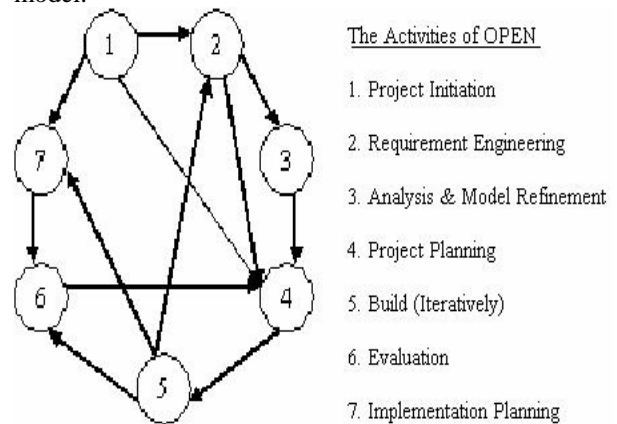 model.
The Activities of OPEN
1. Project Initiation
2. Requirement Engineering
3. Analysis & Model Refinement
4. Project Planning
5. Build (Iteratively)
6. Evaluation
7. Implementation Planning
1
2
3
4
5
6
7